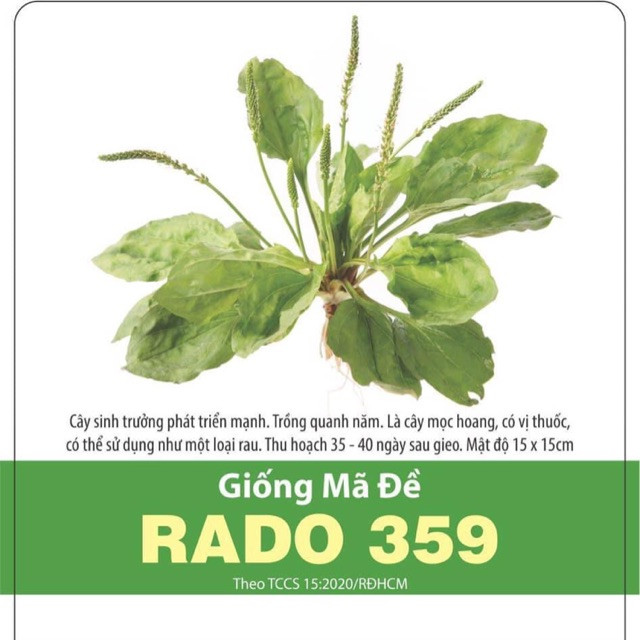 Cây sinh trưởng phát triển mạnh. Trồng quanh năm. Là cây mọc hoang, có vị thuốc,
có thể sử dụng như một loại rau. Thu hoạch 35 - 40 ngày sau gieo. Mật độ 15 x 15cm
Giống Mã Đề
RADO 359
Theo TCCS 15:2020/RĐHCM